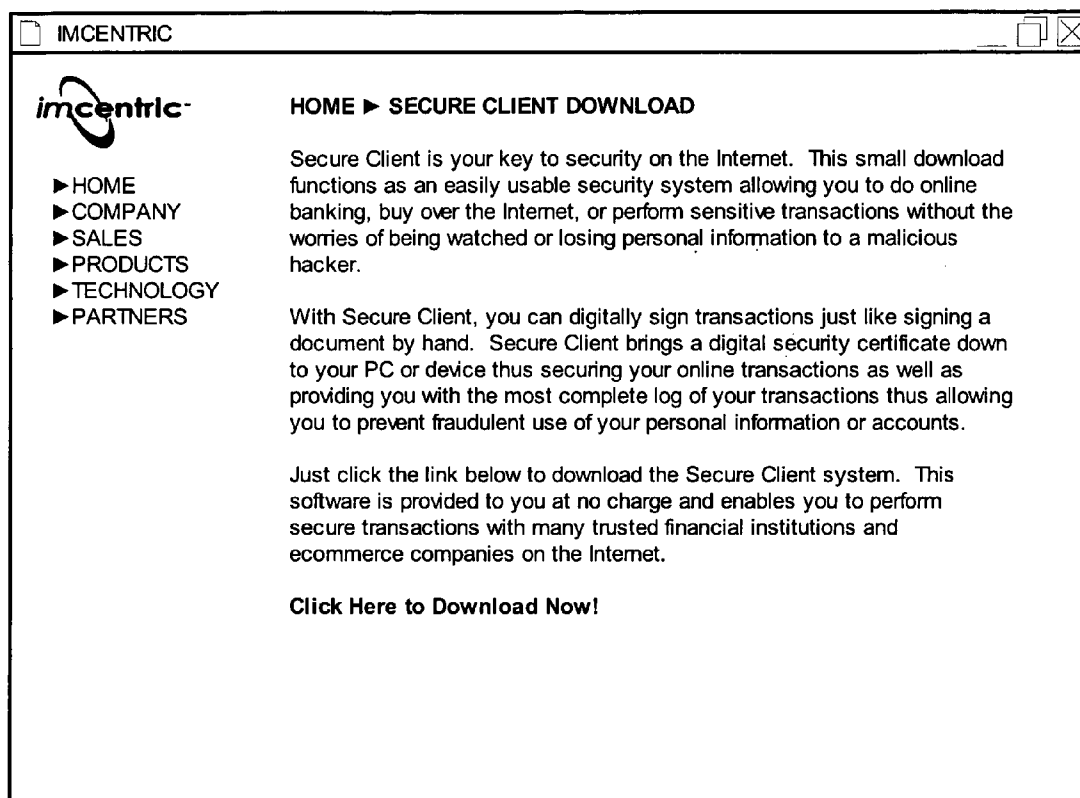 IMCENTRIC
imcentric
HOME ► SECURE CLIENT DOWNLOAD
►HOME
►COMPANY
►SALES
►PRODUCTS
►TECHNOLOGY
►PARTNERS
Secure Client is your key to security on the Internet. This small download
functions as an easily usable security system allowing you to do online
banking, buy over the Internet, or perform sensitive transactions without the
worries of being watched or losing personal information to a malicious
hacker.
With Secure Client, you can digitally sign transactions just like signing a
document by hand. Secure Client brings a digital security certificate down
to your PC or device thus securing your online transactions as well as
providing you with the most complete log of your transactions thus allowing
you to prevent fraudulent use of your personal information or accounts.
Just click the link below to download the Secure Client system. This
software is provided to you at no charge and enables you to perform
secure transactions with many trusted financial institutions and
ecommerce companies on the Internet.
Click Here to Download Now!